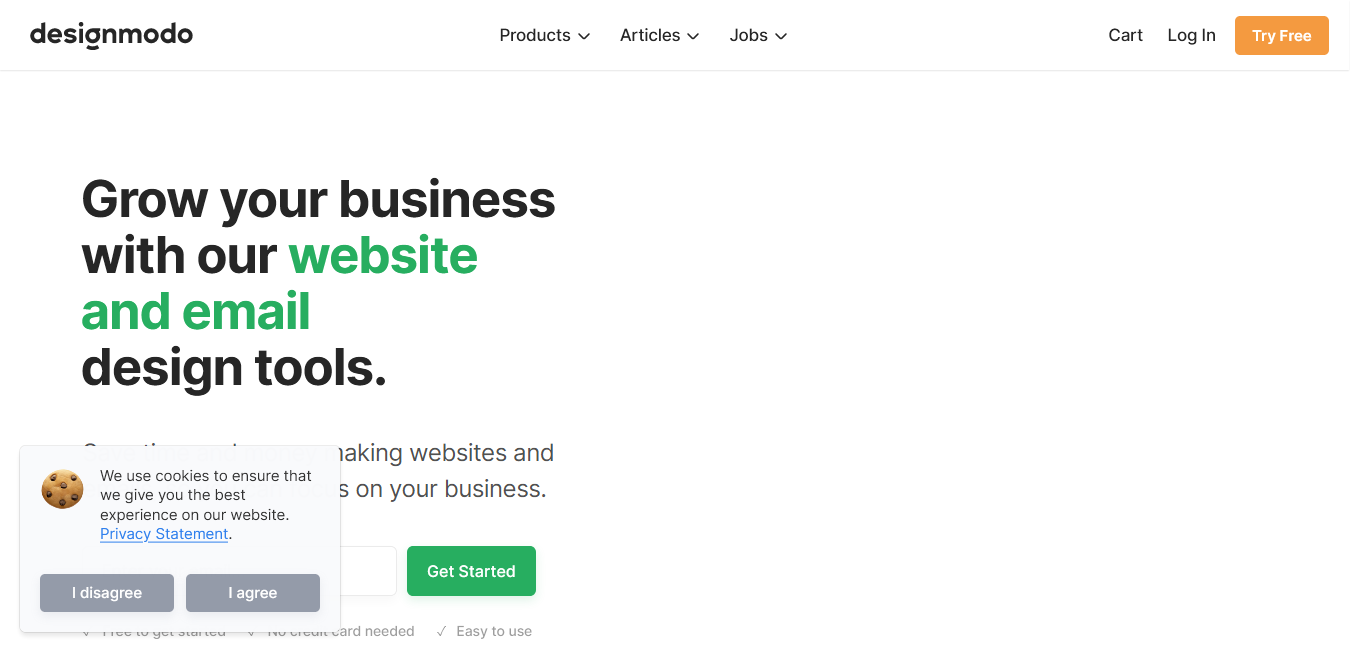 designmodo
Products
Articles
Jobs
Cart
Log In
Try Free
Grow your business
with our website
and email
design tools.
making websites and
on your business.
We use cookies to ensure that
we give you the best
experience on our website.
Privacy Statement.
I disagree
I agree
Get Started
✓ Free to get started
✓ No credit card needed
✓ Easy to use